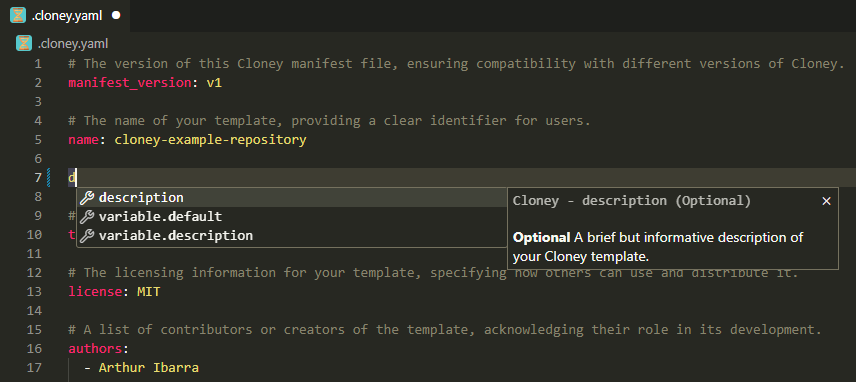 .cloney.yaml
.cloney.yaml
1 # The version of this Cloney manifest file, ensuring compatibility with different versions of Cloney.
2 manifest_version: v1
3
4 # The name of your template, providing a clear identifier for users.
5 name: cloney-example-repository
6
7 d
description
variable.default
variable.description
Cloney - description (Optional) ×
Optional A brief but informative description of
your Cloney template.
8
9 #
10 t
11
12 # The licensing information for your template, specifying how others can use and distribute it.
13 license: MIT
14
15 # A list of contributors or creators of the template, acknowledging their role in its development.
16 authors:
17 - Arthur Ibarra